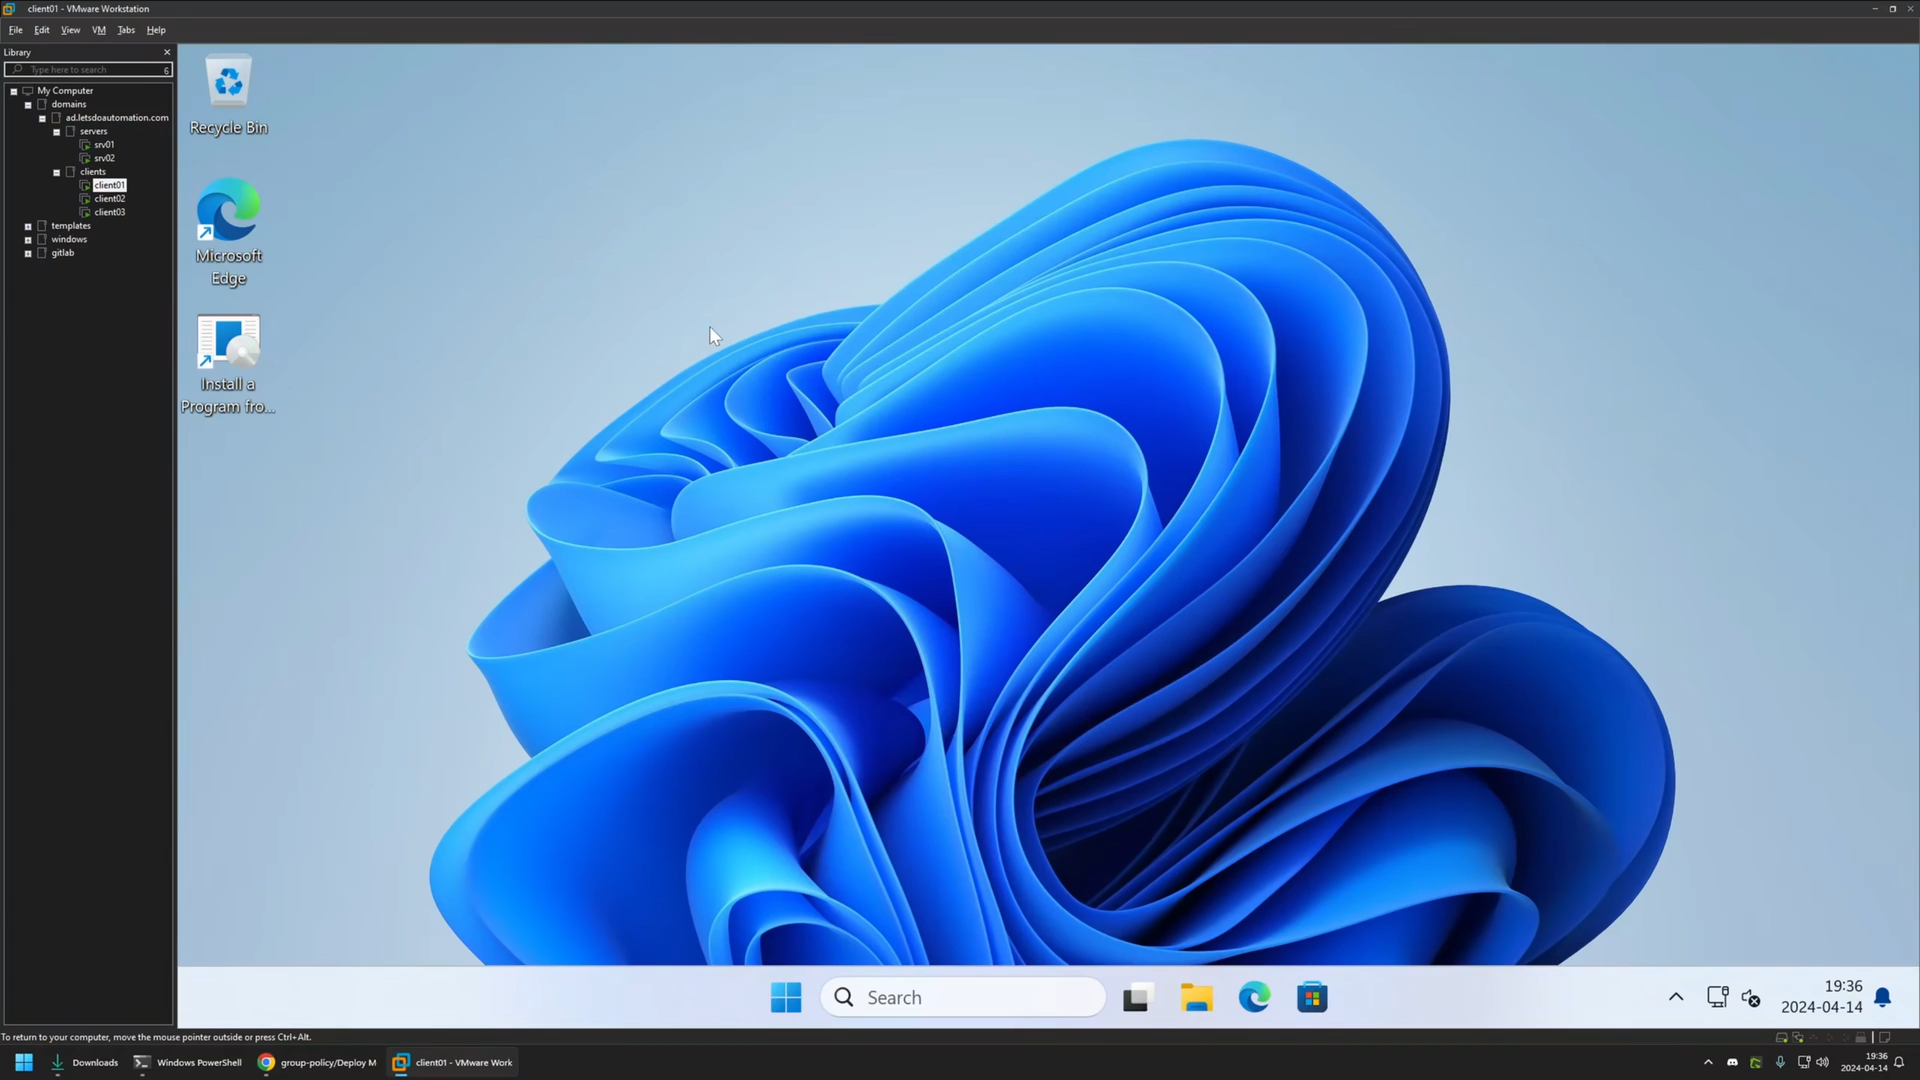 client01 - VMware Workstation
File Edit View VM Tabs Help
Library
Type here to search 6
My Computer
domains
ad.letsdoautomation.com
servers
srv01
srv02
clients
client01
client02
client03
templates
windows
gitlab
Recycle Bin
Microsoft
Edge
Install a
Program fro...
Search
19:36
2024-04-14
To return to your computer, move the mouse pointer outside or press Ctrl+Alt.
Downloads Windows PowerShell group-policy/Deploy M client01 - VMware Work
19:36
2024-04-14